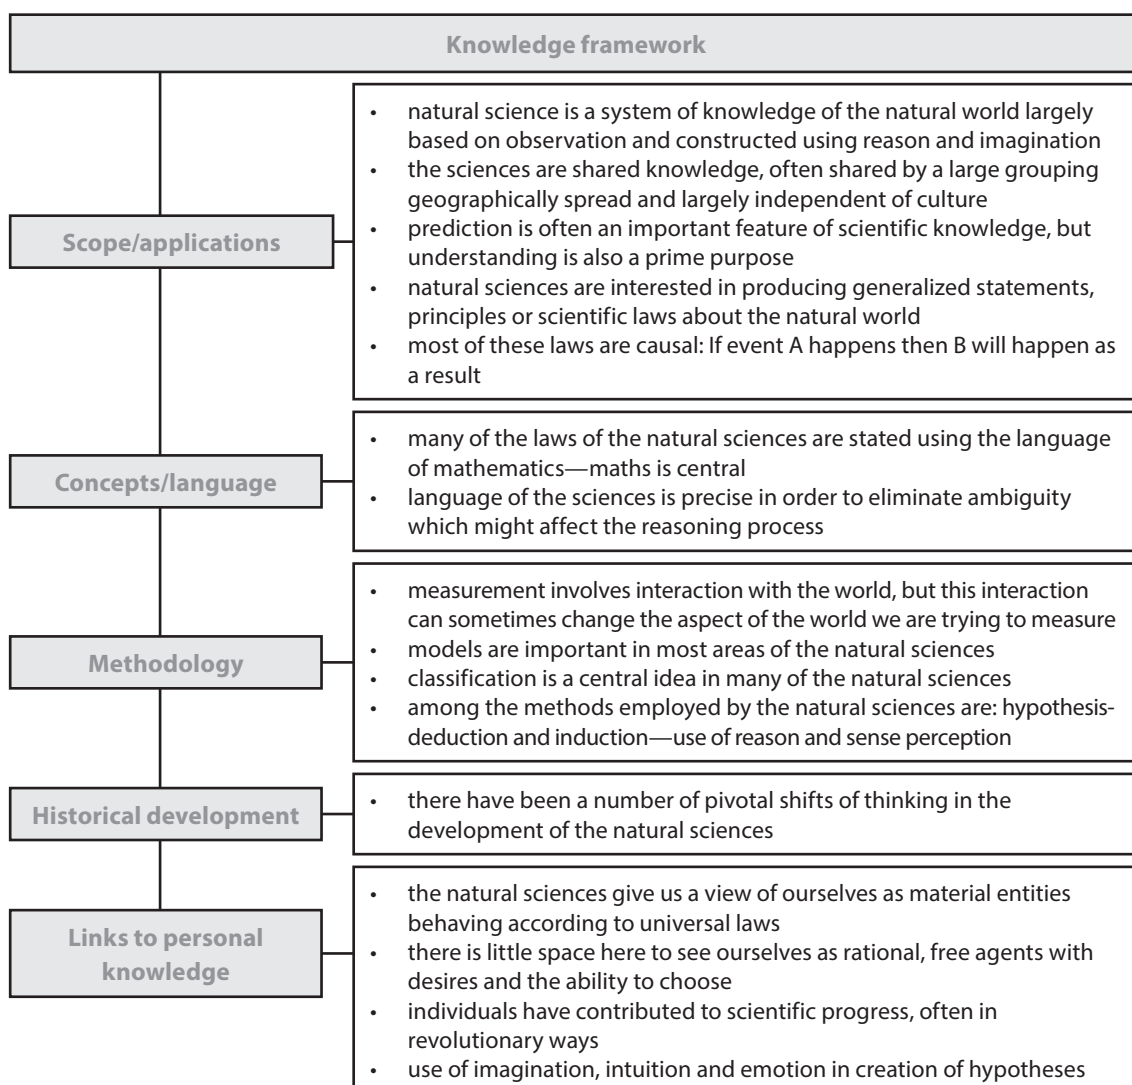 Knowledge framework
Scope/applications
• natural science is a system of knowledge of the natural world largely
based on observation and constructed using reason and imagination
• the sciences are shared knowledge, often shared by a large grouping
geographically spread and largely independent of culture
• prediction is often an important feature of scientific knowledge, but
understanding is also a prime purpose
• natural sciences are interested in producing generalized statements,
principles or scientific laws about the natural world
• most of these laws are causal: If event A happens then B will happen as
a result
Concepts/language
• many of the laws of the natural sciences are stated using the language
of mathematics—maths is central
• language of the sciences is precise in order to eliminate ambiguity
which might affect the reasoning process
Methodology
• measurement involves interaction with the world, but this interaction
can sometimes change the aspect of the world we are trying to measure
• models are important in most areas of the natural sciences
• classification is a central idea in many of the natural sciences
• among the methods employed by the natural sciences are: hypothesis-
deduction and induction—use of reason and sense perception
Historical development
• there have been a number of pivotal shifts of thinking in the
development of the natural sciences
Links to personal
knowledge
• the natural sciences give us a view of ourselves as material entities
behaving according to universal laws
• there is little space here to see ourselves as rational, free agents with
desires and the ability to choose
• individuals have contributed to scientific progress, often in
revolutionary ways
• use of imagination, intuition and emotion in creation of hypotheses